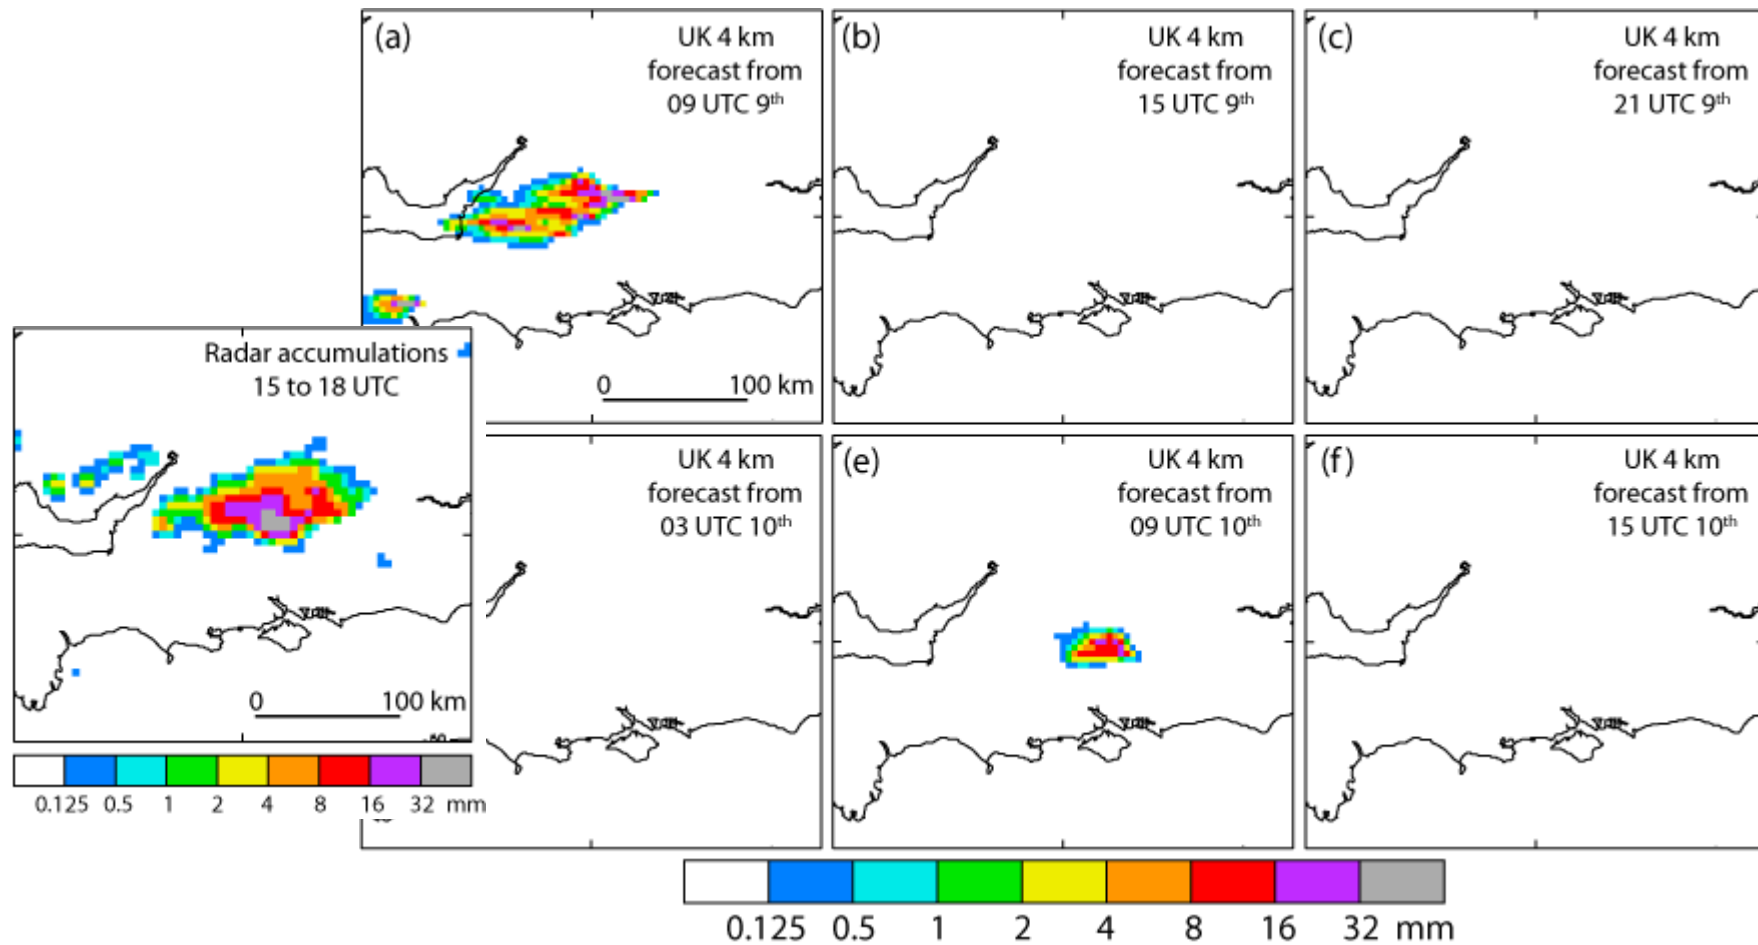 (a)
UK 4 km
forecast from
09 UTC 9th
(b)
UK 4 km
forecast from
15 UTC 9th
(c)
UK 4 km
forecast from
21 UTC 9th
0 100 km
Radar accumulations
15 to 18 UTC
0 100 km
0.125 0.5 1 2 4 8 16 32 mm
UK 4 km
forecast from
03 UTC 10th
(e)
UK 4 km
forecast from
09 UTC 10th
(f)
UK 4 km
forecast from
15 UTC 10th
0.125 0.5 1 2 4 8 16 32 mm